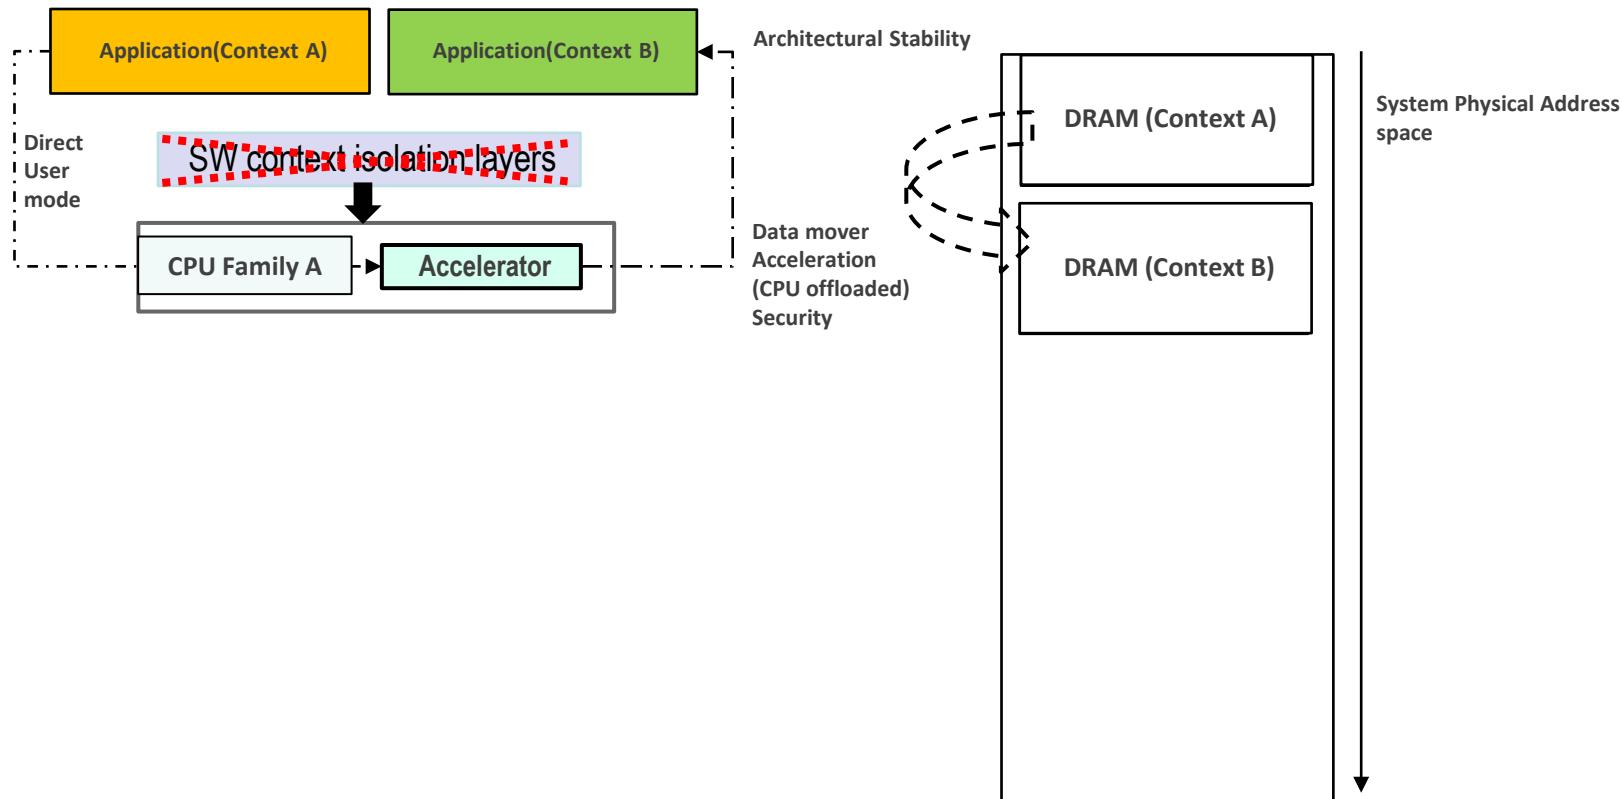 Application(Context A)
Application(Context B)
Architectural Stability
Direct
User
mode
SW context isolation layers
CPU Family A
Accelerator
Data mover
Acceleration
(CPU offloaded)
Security
DRAM (Context A)
DRAM (Context B)
System Physical Address
space